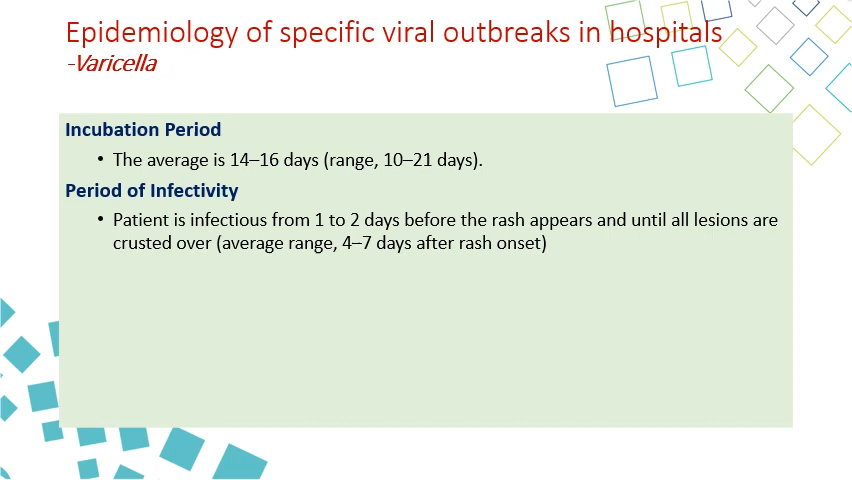 Epidemiology of specific viral outbreaks in hospitals
-Varicella
Incubation Period
• The average is 14–16 days (range, 10–21 days).
Period of Infectivity
• Patient is infectious from 1 to 2 days before the rash appears and until all lesions are
crusted over (average range, 4–7 days after rash onset)